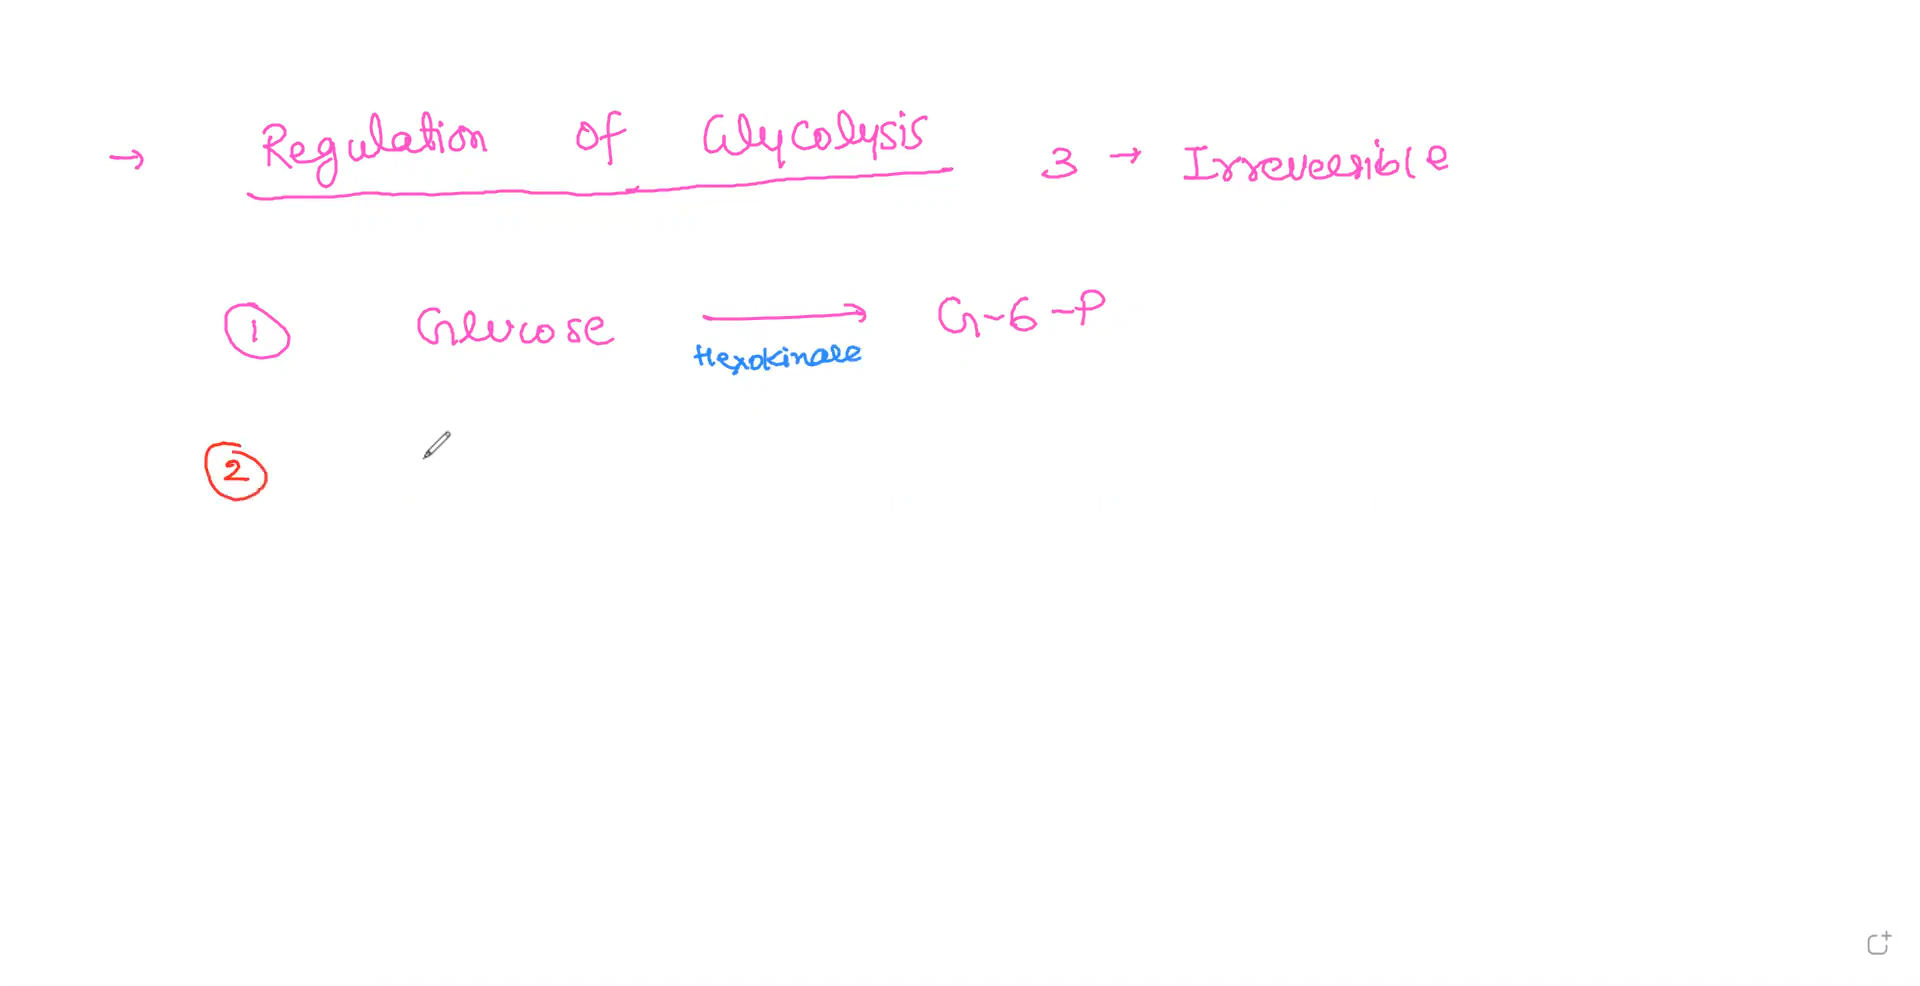 → Regulation of Glycolysis 3 → Irreversible
① Glucose → G-6-P
Hexokinase
②